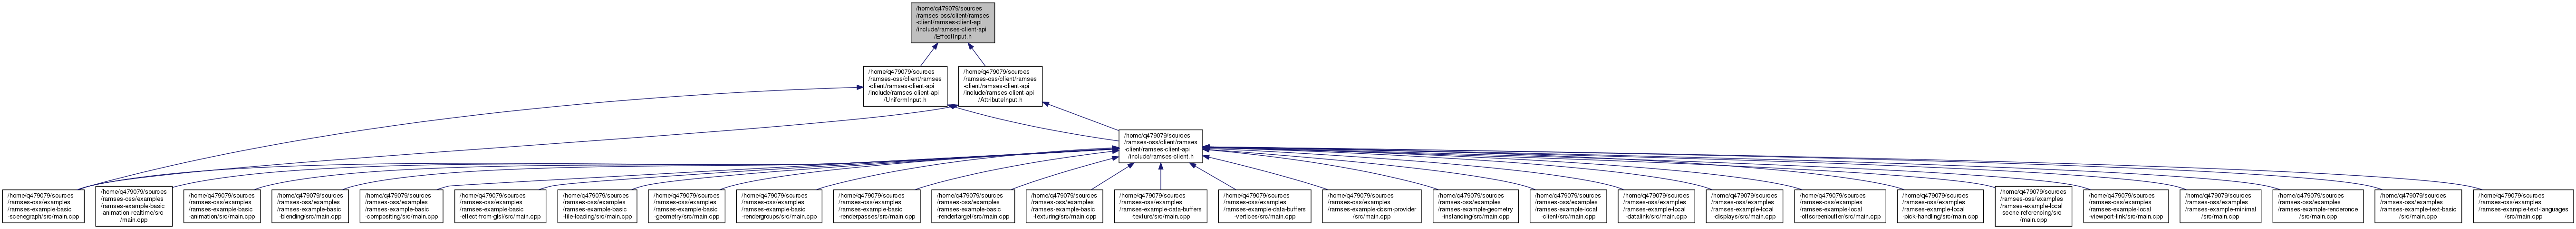 /home/q479079/sources
/ramses-oss/client/ramses
-client/ramses-client-api
/include/ramses-client-api
/EffectInput.h
/home/q479079/sources
/ramses-oss/client/ramses
-client/ramses-client-api
/include/ramses-client-api
/UniformInput.h
/home/q479079/sources
/ramses-oss/client/ramses
-client/ramses-client-api
/include/ramses-client-api
/AttributeInput.h
/home/q479079/sources
/ramses-oss/client/ramses
-client/ramses-client-api
/include/ramses-client.h
/home/q479079/sources
/ramses-oss/examples
/ramses-example-basic
-scenegraph/src/main.cpp
/home/q479079/sources
/ramses-oss/examples
/ramses-example-basic
-animation-realtime/src
/main.cpp
/home/q479079/sources
/ramses-oss/examples
/ramses-example-basic
-animation/src/main.cpp
/home/q479079/sources
/ramses-oss/examples
/ramses-example-basic
-blending/src/main.cpp
/home/q479079/sources
/ramses-oss/examples
/ramses-example-basic
-compositing/src/main.cpp
/home/q479079/sources
/ramses-oss/examples
/ramses-example-basic
-effect-from-glsl/src/main.cpp
/home/q479079/sources
/ramses-oss/examples
/ramses-example-basic
-file-loading/src/main.cpp
/home/q479079/sources
/ramses-oss/examples
/ramses-example-basic
-geometry/src/main.cpp
/home/q479079/sources
/ramses-oss/examples
/ramses-example-basic
-rendergroups/src/main.cpp
/home/q479079/sources
/ramses-oss/examples
/ramses-example-basic
-renderpasses/src/main.cpp
/home/q479079/sources
/ramses-oss/examples
/ramses-example-basic
-rendertarget/src/main.cpp
/home/q479079/sources
/ramses-oss/examples
/ramses-example-basic
-texturing/src/main.cpp
/home/q479079/sources
/ramses-oss/examples
/ramses-example-data-buffers
-texture/src/main.cpp
/home/q479079/sources
/ramses-oss/examples
/ramses-example-data-buffers
-vertices/src/main.cpp
/home/q479079/sources
/ramses-oss/examples
/ramses-example-dcsm-provider
/src/main.cpp
/home/q479079/sources
/ramses-oss/examples
/ramses-example-geometry
-instancing/src/main.cpp
/home/q479079/sources
/ramses-oss/examples
/ramses-example-local
-client/src/main.cpp
/home/q479079/sources
/ramses-oss/examples
/ramses-example-local
-datalink/src/main.cpp
/home/q479079/sources
/ramses-oss/examples
/ramses-example-local
-displays/src/main.cpp
/home/q479079/sources
/ramses-oss/examples
/ramses-example-local
-offscreenbuffer/src/main.cpp
/home/q479079/sources
/ramses-oss/examples
/ramses-example-local
-pick-handling/src/main.cpp
/home/q479079/sources
/ramses-oss/examples
/ramses-example-local
-scene-referencing/src
/main.cpp
/home/q479079/sources
/ramses-oss/examples
/ramses-example-local
-viewport-link/src/main.cpp
/home/q479079/sources
/ramses-oss/examples
/ramses-example-minimal
/src/main.cpp
/home/q479079/sources
/ramses-oss/examples
/ramses-example-renderonce
/src/main.cpp
/home/q479079/sources
/ramses-oss/examples
/ramses-example-text-basic
/src/main.cpp
/home/q479079/sources
/ramses-oss/examples
/ramses-example-text-languages
/src/main.cpp